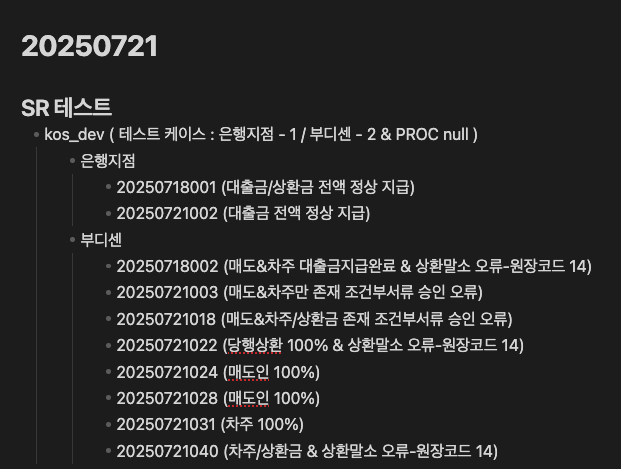 20250721
SR 테스트
kos_dev ( 테스트 케이스 : 은행지점 - 1 / 부디센 - 2 & PROC null )
은행지점
20250718001 (대출금/상환금 전액 정상 지급)
20250721002 (대출금 전액 정상 지급)
부디센
20250718002 (매도&차주 대출금지급완료 & 상환말소 오류-원장코드 14)
20250721003 (매도&차주만 존재 조건부서류 승인 오류)
20250721018 (매도&차주/상환금 존재 조건부서류 승인 오류)
20250721022 (당행상환 100% & 상환말소 오류-원장코드 14)
20250721024 (매도인 100%)
20250721028 (매도인 100%)
20250721031 (차주 100%)
20250721040 (차주/상환금 & 상환말소 오류-원장코드 14)